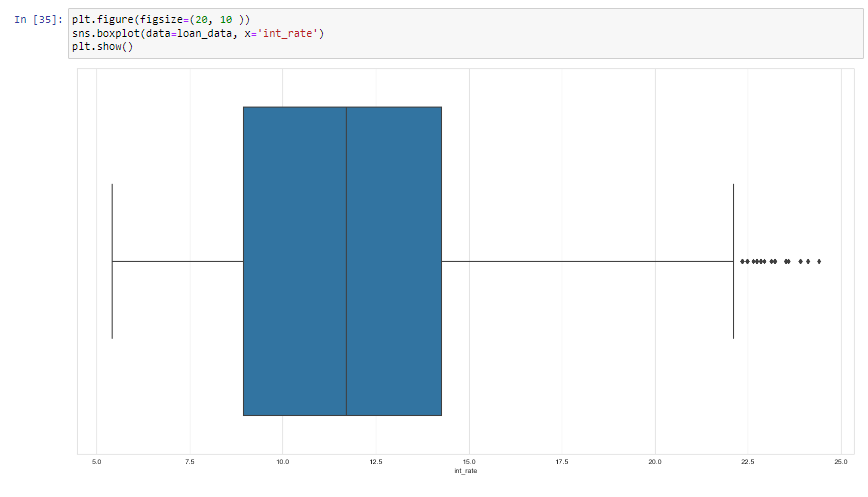 In [35]: plt.figure(figsize=(20, 10 ))
sns.boxplot(data=loan_data, x='int_rate')
plt.show()
5.0 7.5 10.0 12.5 15.0 17.5 20.0 22.5 25.0
int_rate